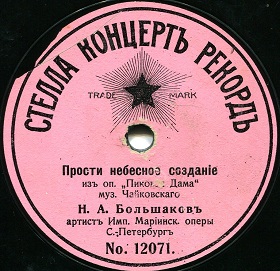 СТЕЛЛА КОНЦЕРТЪ РЕКОРДЪ
TRADE MARK
Прости небесное созданіе
изъ оп. „Пиковая Дама"
муз. Чайковскаго
Н. А. Большаковъ
артистъ Имп. Маріинск. оперы
С.-Петербургъ
No. 12071.